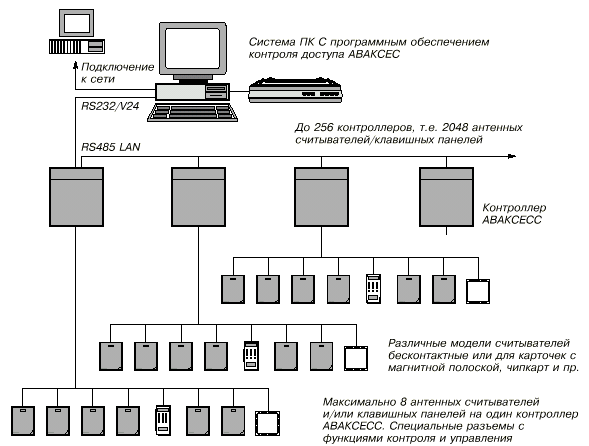 Система ПК С программным обеспечением
контроля доступа АВАКСЕС
Подключение
к сети
RS232/V24
До 256 контроллеров, т.е. 2048 антенных
считывателей/клавишных панелей
RS485 LAN
Контроллер
АВАКСЕСС
Различные модели считывателей
бесконтактные или для карточек с
магнитной полоской, чипкарт и пр.
Максимально 8 антенных считывателей
и/или клавишных панелей на один контроллер
АВАКСЕСС. Специальные разъемы с
функциями контроля и управления